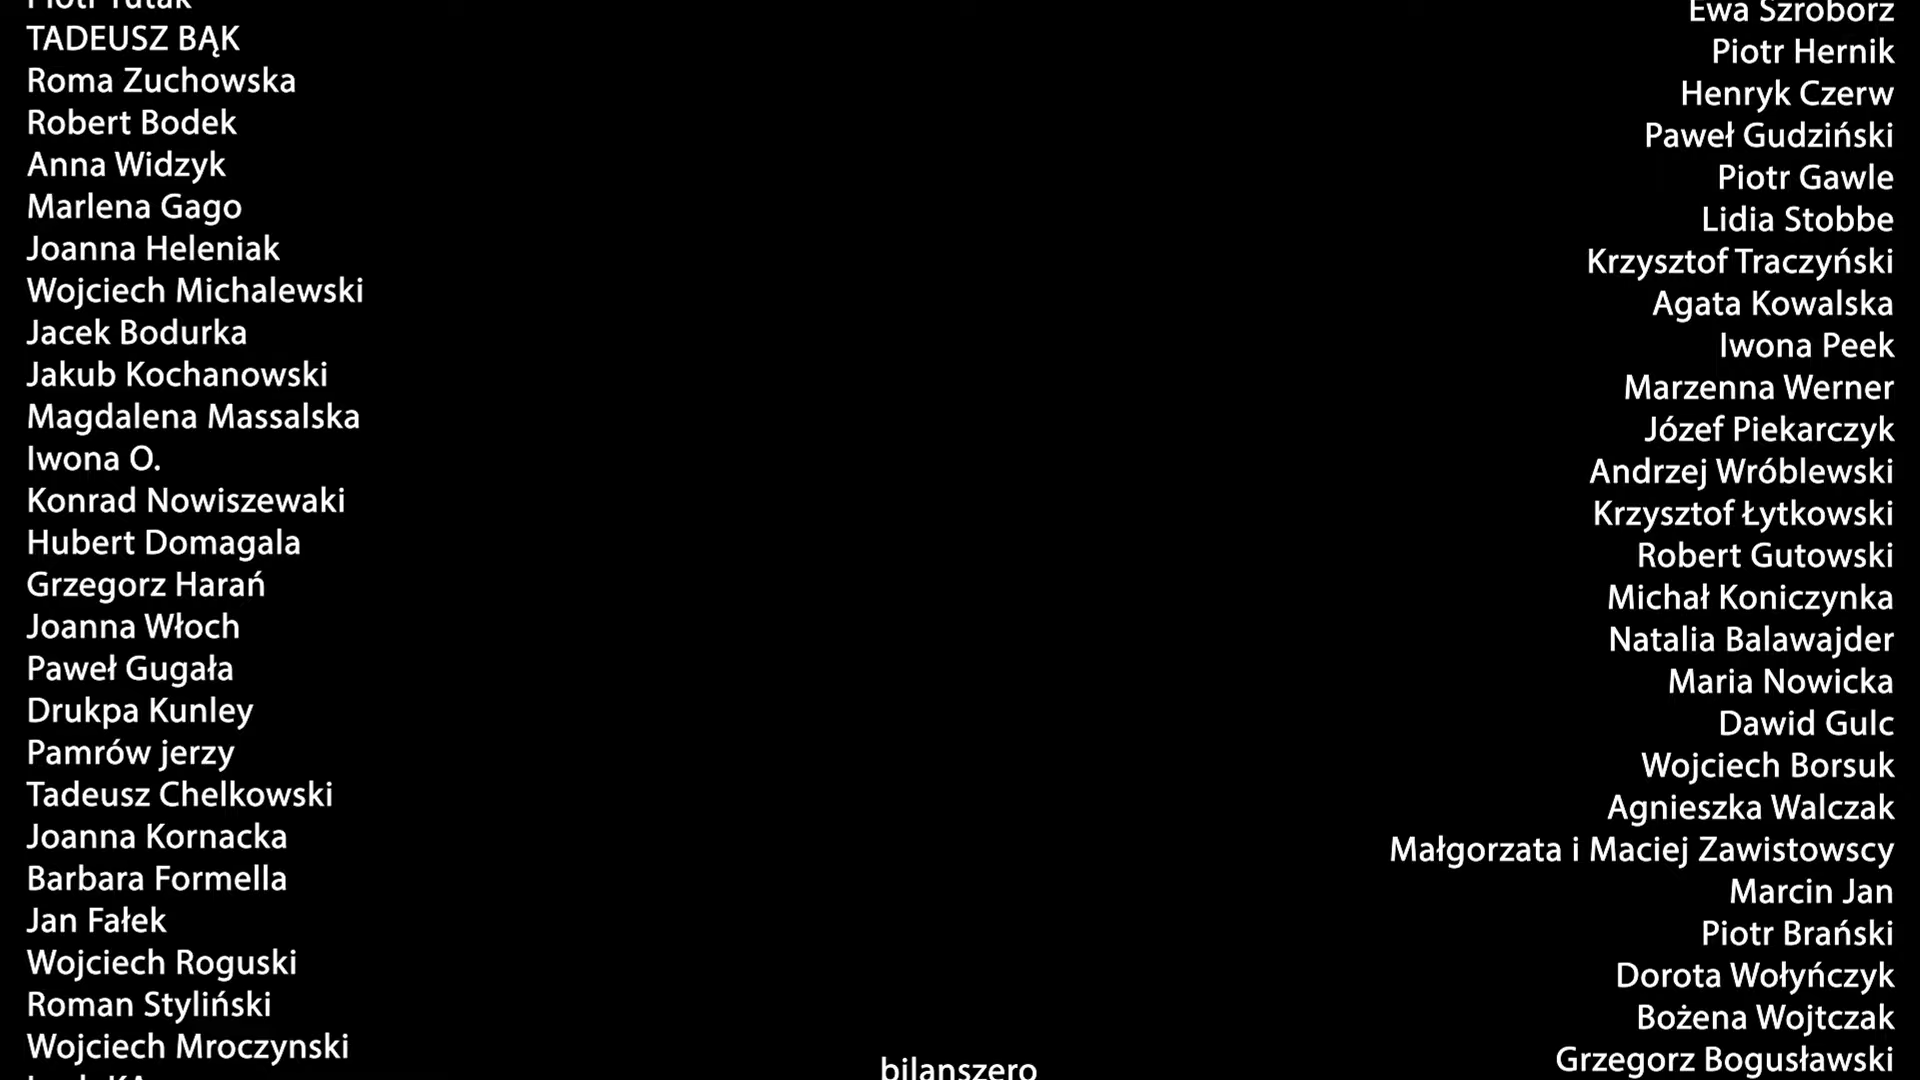 Piotr Tutak
TADEUSZ BĄK
Roma Zuchowska
Robert Bodek
Anna Widzyk
Marlena Gago
Joanna Heleniak
Wojciech Michalewski
Jacek Bodurka
Jakub Kochanowski
Magdalena Massalska
Iwona O.
Konrad Nowiszewaki
Hubert Domagala
Grzegorz Harań
Joanna Włoch
Paweł Gugała
Drukpa Kunley
Pamrów jerzy
Tadeusz Chelkowski
Joanna Kornacka
Barbara Formella
Jan Fałek
Wojciech Roguski
Roman Styliński
Wojciech Mroczynski
bilanszero
Ewa Szroborz
Piotr Hernik
Henryk Czerw
Paweł Gudziński
Piotr Gawle
Lidia Stobbe
Krzysztof Traczyński
Agata Kowalska
Iwona Peek
Marzenna Werner
Józef Piekarczyk
Andrzej Wróblewski
Krzysztof Łytkowski
Robert Gutowski
Michał Koniczynka
Natalia Balawajder
Maria Nowicka
Dawid Gulc
Wojciech Borsuk
Agnieszka Walczak
Małgorzata i Maciej Zawistowscy
Marcin Jan
Piotr Brański
Dorota Wołyńczyk
Bożena Wojtczak
Grzegorz Bogusławski